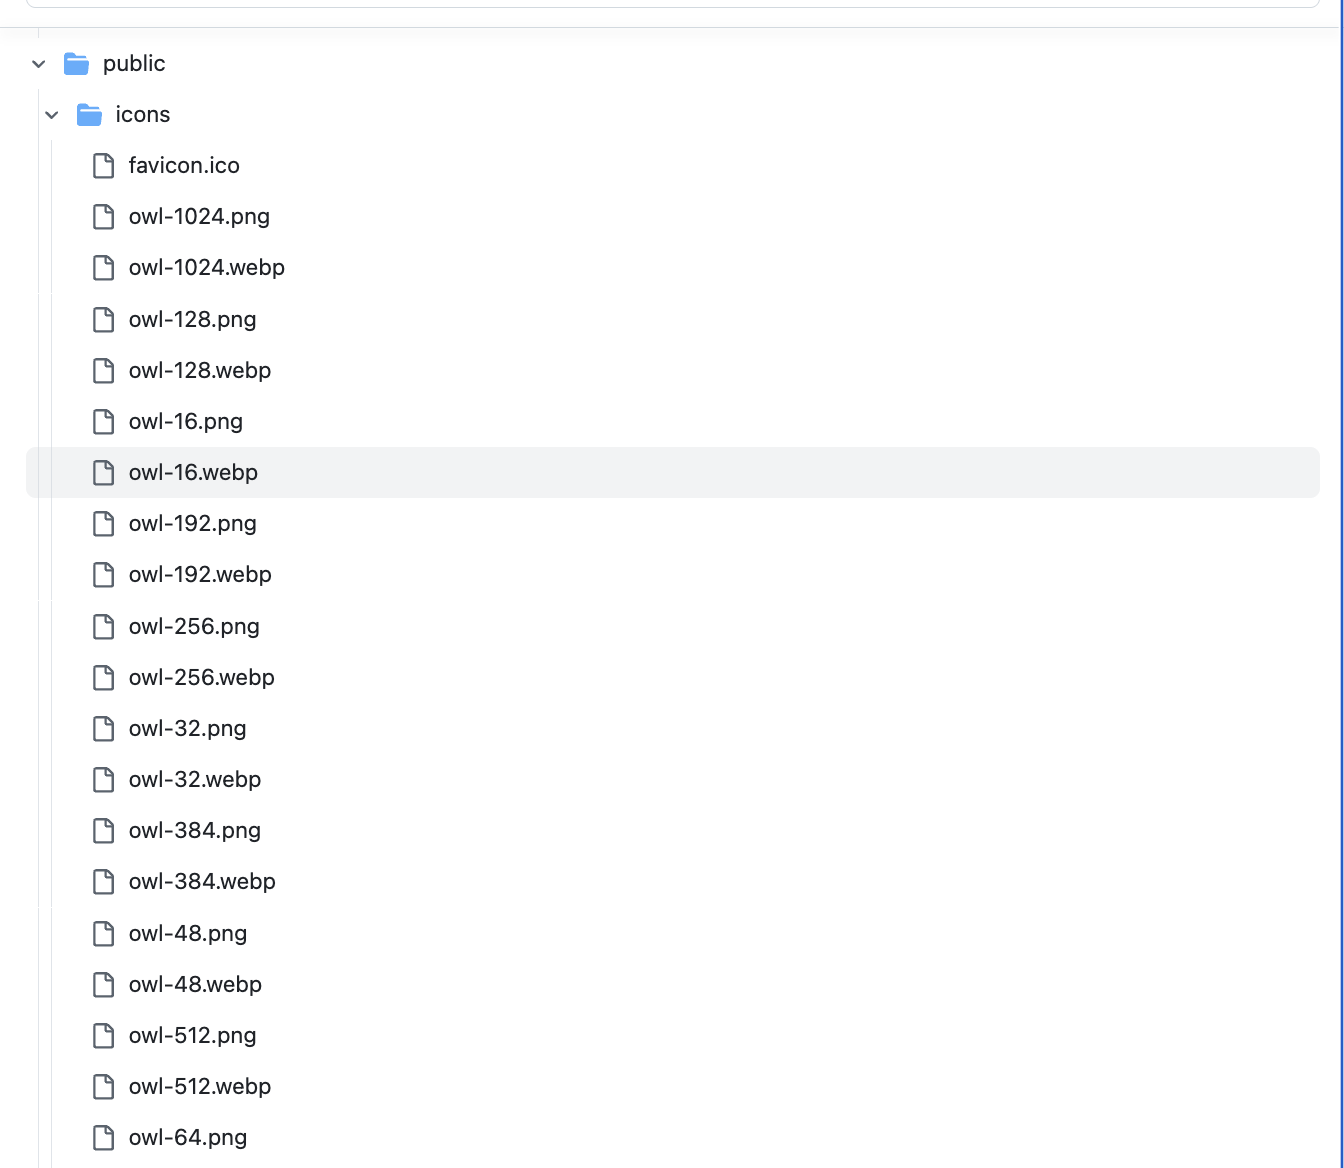 public
icons
favicon.ico
owl-1024.png
owl-1024.webp
owl-128.png
owl-128.webp
owl-16.png
owl-16.webp
owl-192.png
owl-192.webp
owl-256.png
owl-256.webp
owl-32.png
owl-32.webp
owl-384.png
owl-384.webp
owl-48.png
owl-48.webp
owl-512.png
owl-512.webp
owl-64.png